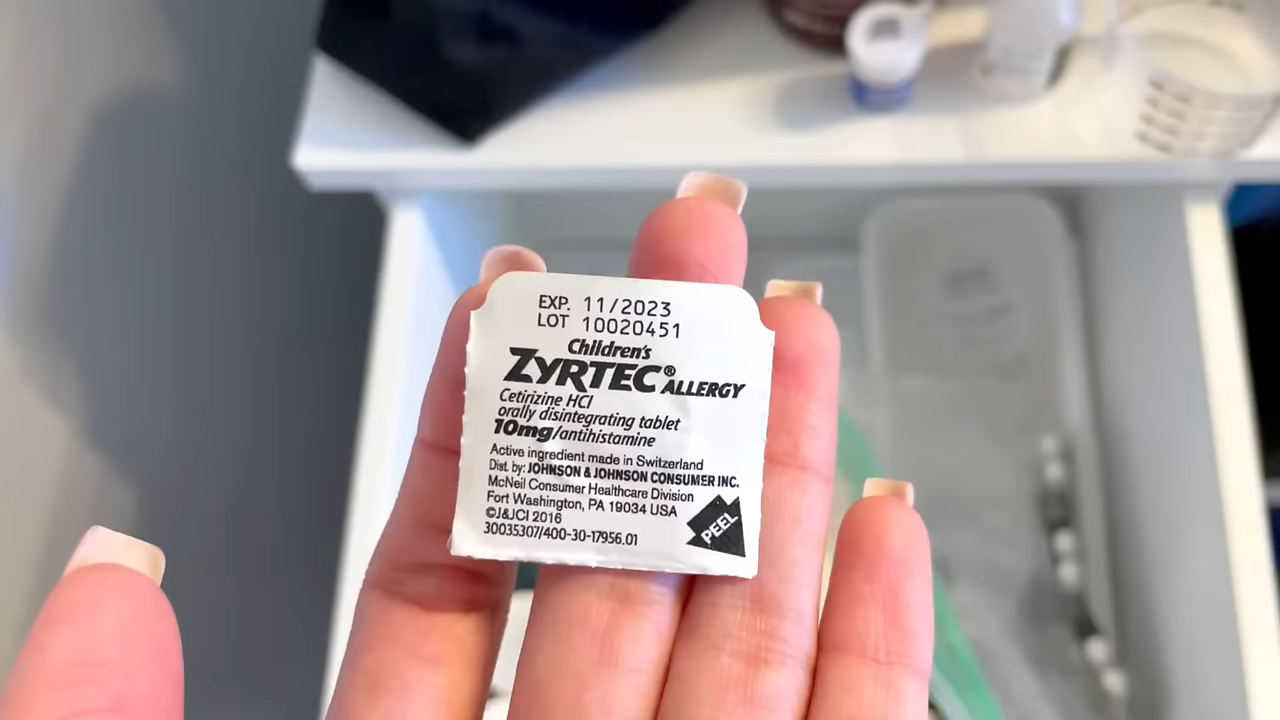 EXP. 11/2023
LOT 10020451
Children's
ZYRTEC® ALLERGY
Cetirizine HCl
orally disintegrating tablet
10mg/antihistamine
Active ingredient made in Switzerland
Dist. by: JOHNSON & JOHNSON CONSUMER INC.
McNeil Consumer Healthcare Division
Fort Washington, PA 19034 USA
©J&JCI 2016
30035307/400-30-17956.01
PEEL